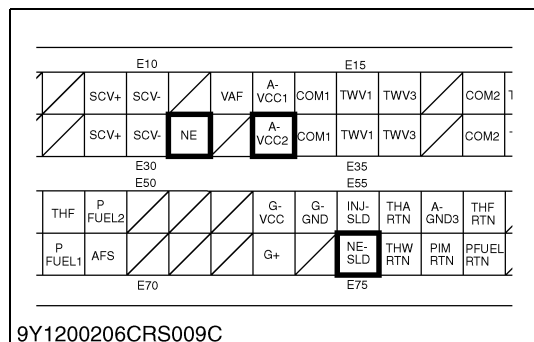 E10 E15
SCV+ SCV- VAF A-VCC1 COM1 TWV1 TWV3 COM2
SCV+ SCV- NE A-VCC2 COM1 TWV1 TWV3 COM2
E30 E35
E50 E55
THF P FUEL2 G-VCC G-GND INJ-SLD THA RTN A-GND3 THF RTN
P FUEL1 AFS G+ NE-SLD THW RTN PIM RTN PFUEL RTN
E70 E75
9Y1200206CRS009C